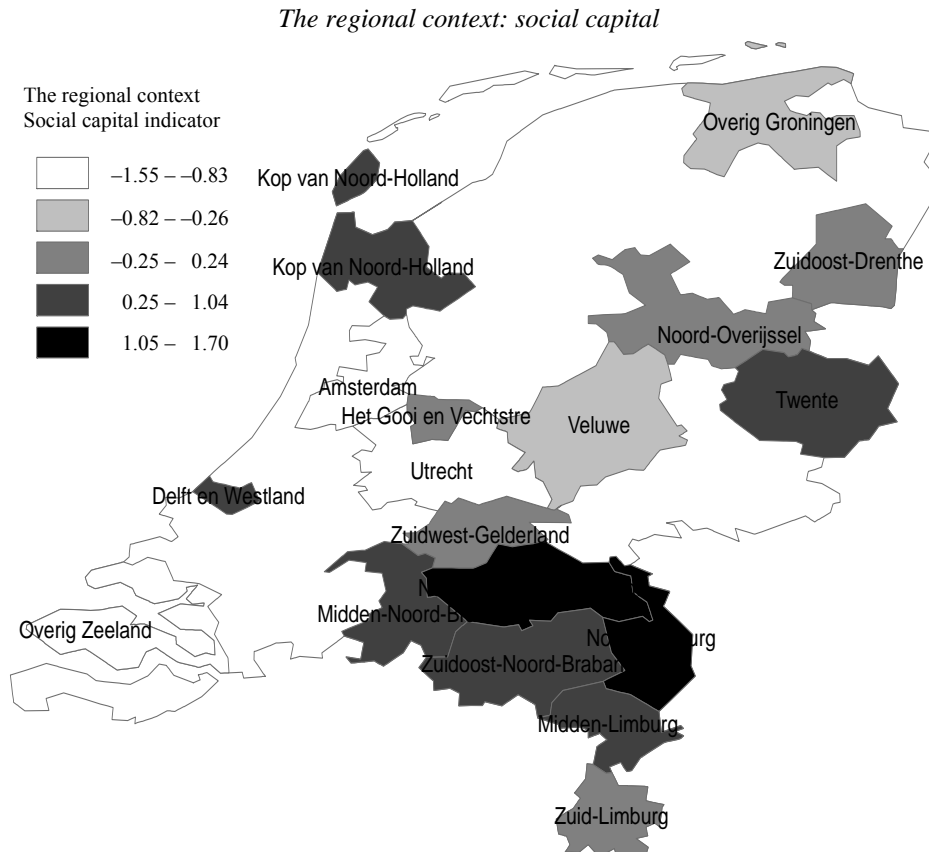 The regional context: social capital
The regional context
Social capital indicator
–1.55 – –0.83
–0.82 – –0.26
–0.25 – 0.24
0.25 – 1.04
1.05 – 1.70
Overig Groningen
Kop van Noord-Holland
Kop van Noord-Holland
Zuidoost-Drenthe
Noord-Overijssel
Amsterdam
Twente
Het Gooi en Vechtstre
Veluwe
Utrecht
Delft en Westland
Zuidwest-Gelderland
Midden-Noord-Br
Overig Zeeland
Zuidoost-Noord-Braban
Midden-Limburg
Zuid-Limburg